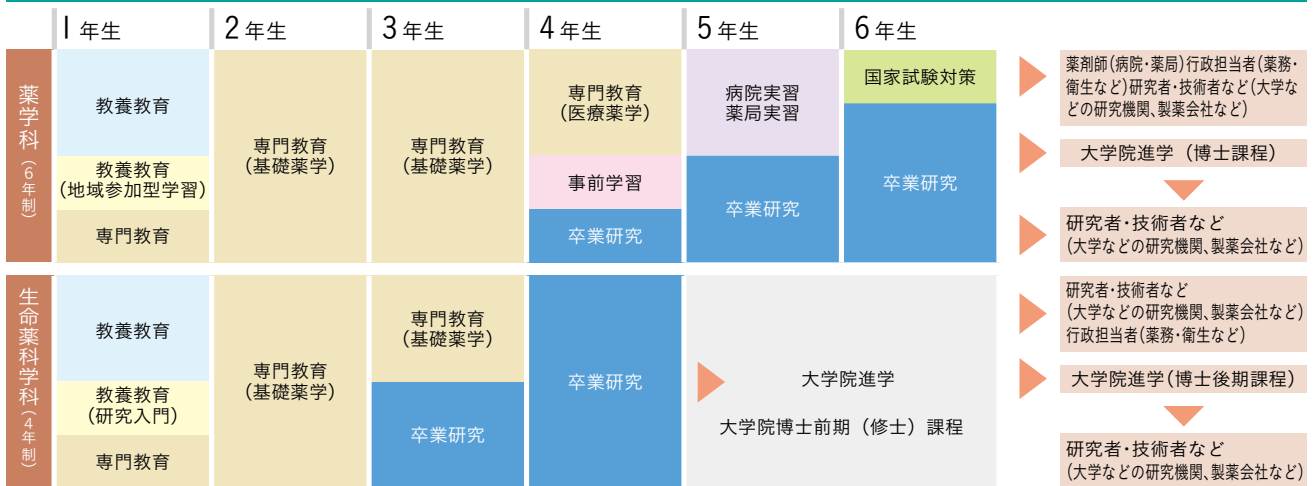 1年生
2年生
3年生
4年生
5年生
6年生
薬学科(6年制)
教養教育
教養教育
(地域参加型学習)
専門教育
専門教育
(基礎薬学)
専門教育
(基礎薬学)
専門教育
(医療薬学)
事前学習
卒業研究
病院実習
薬局実習
卒業研究
国家試験対策
卒業研究
薬剤師(病院・薬局)行政担当者(薬務・
衛生など)研究者・技術者など(大学な
どの研究機関、製薬会社など)
大学院進学(博士課程)
研究者・技術者など
(大学などの研究機関、製薬会社など)
生命薬科学科(4年制)
教養教育
教養教育
(研究入門)
専門教育
専門教育
(基礎薬学)
専門教育
(基礎薬学)
卒業研究
卒業研究
大学院進学
大学院博士前期(修士)課程
研究者・技術者など
(大学などの研究機関、製薬会社など)
行政担当者(薬務・衛生など)
大学院進学(博士後期課程)
研究者・技術者など
(大学などの研究機関、製薬会社など)